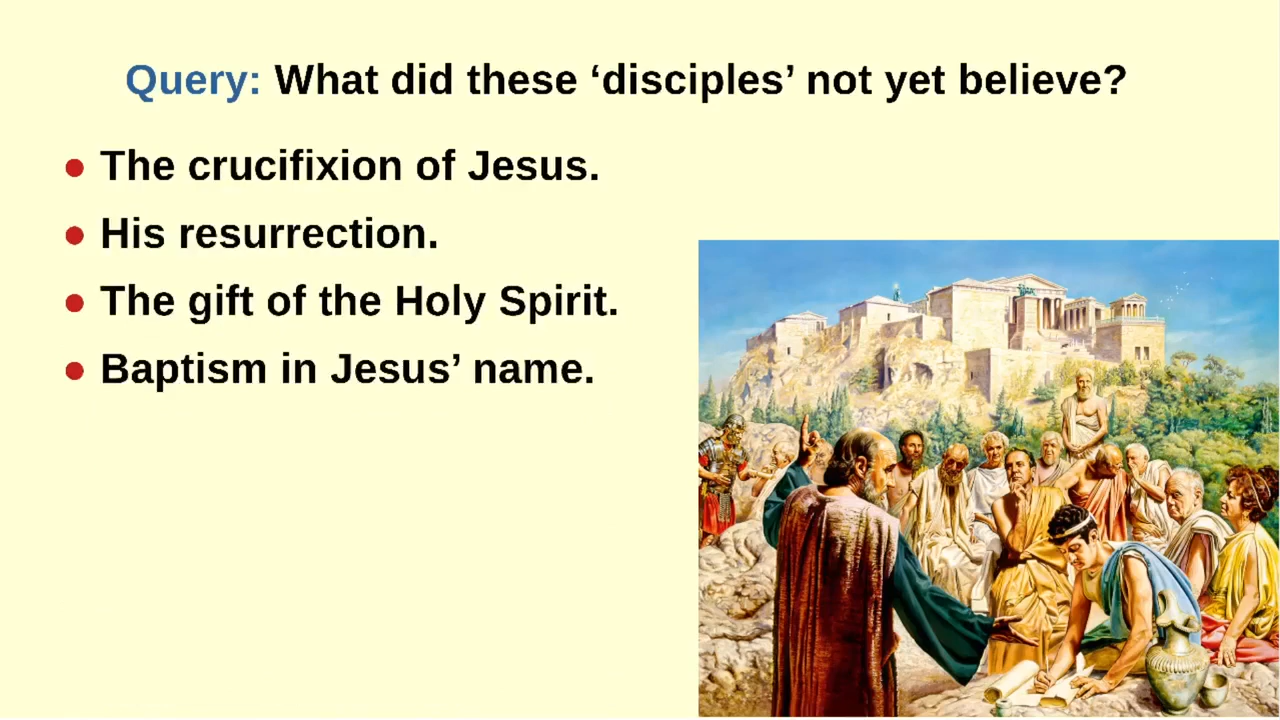 Query: What did these ‘disciples’ not yet believe?
● The crucifixion of Jesus.
● His resurrection.
● The gift of the Holy Spirit.
● Baptism in Jesus’ name.